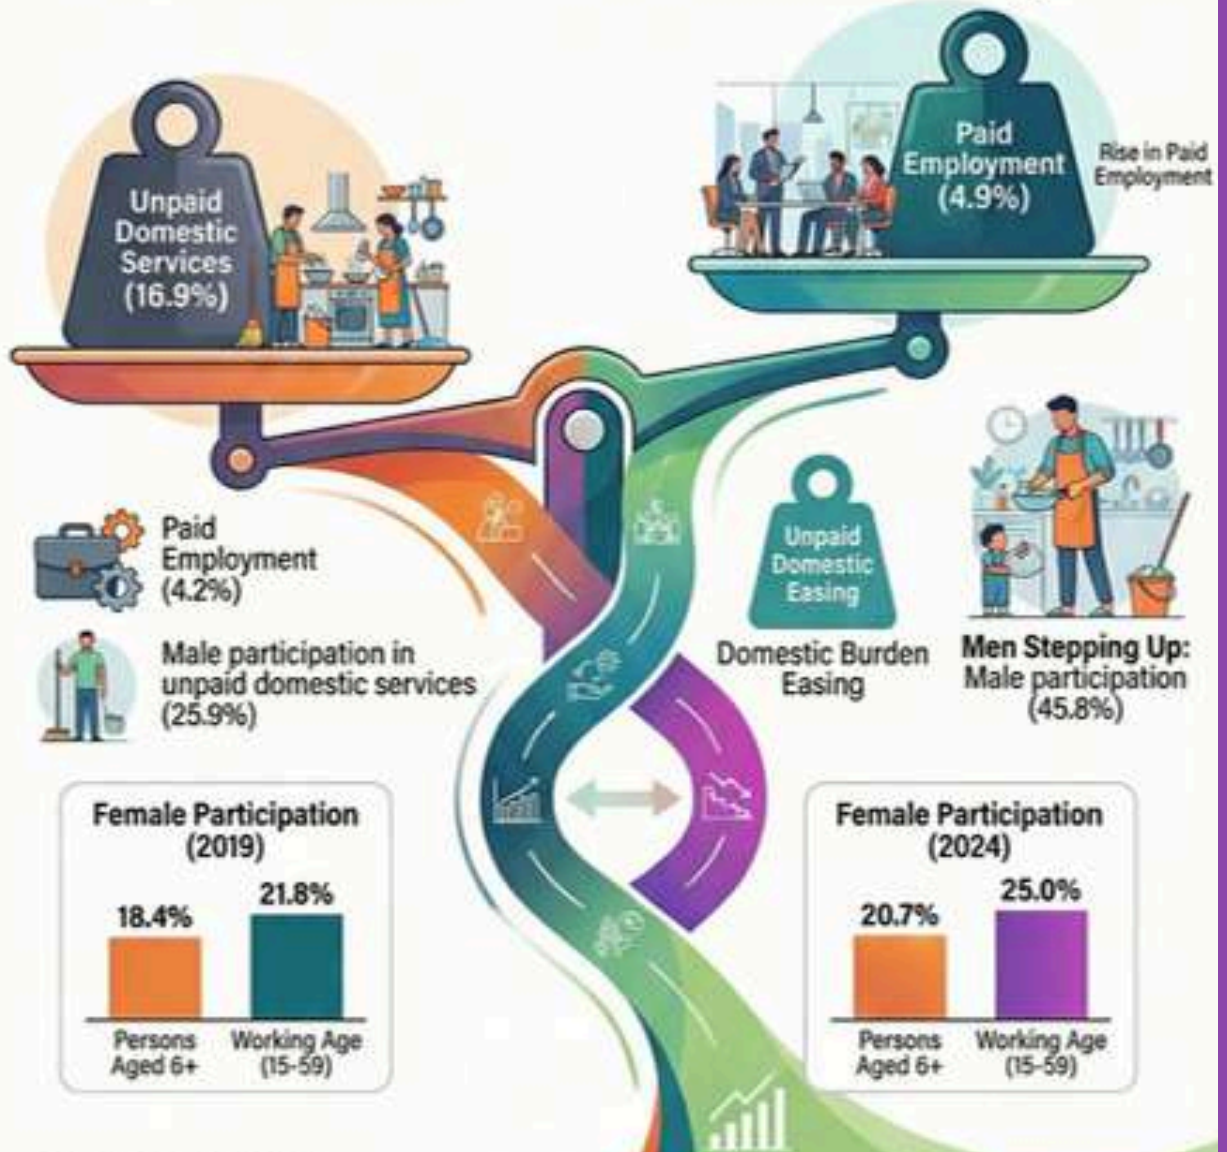 Unpaid
Domestic
Services
(16.9%)
Paid
Employment
(4.9%)
Rise in Paid
Employment
Paid
Employment
(4.2%)
Male participation in
unpaid domestic services
(25.9%)
Unpaid
Domestic
Easing
Domestic Burden
Easing
Men Stepping Up:
Male participation
(45.8%)
Female Participation
(2019)
18.4%
21.8%
Persons
Aged 6+
Working Age
(15-59)
Female Participation
(2024)
20.7%
25.0%
Persons
Aged 6+
Working Age
(15-59)